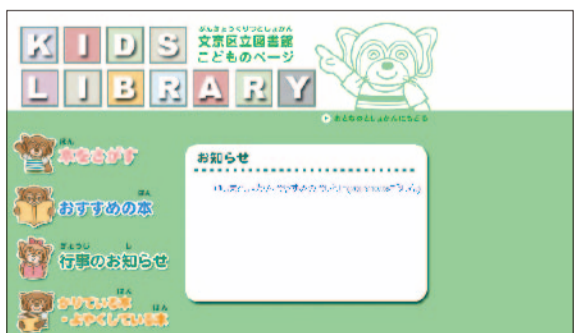 KIDS
LIBRARY
ぶんきょうくりつとしょかん
文京区立図書館
こどものページ
おとなのとしょかんにもどる
ほん
本をさがす
ほん
おすすめの本
ぎょうじ し
行事のお知らせ
ほん
かりている本
ほん
・よやくしている本
お知らせ